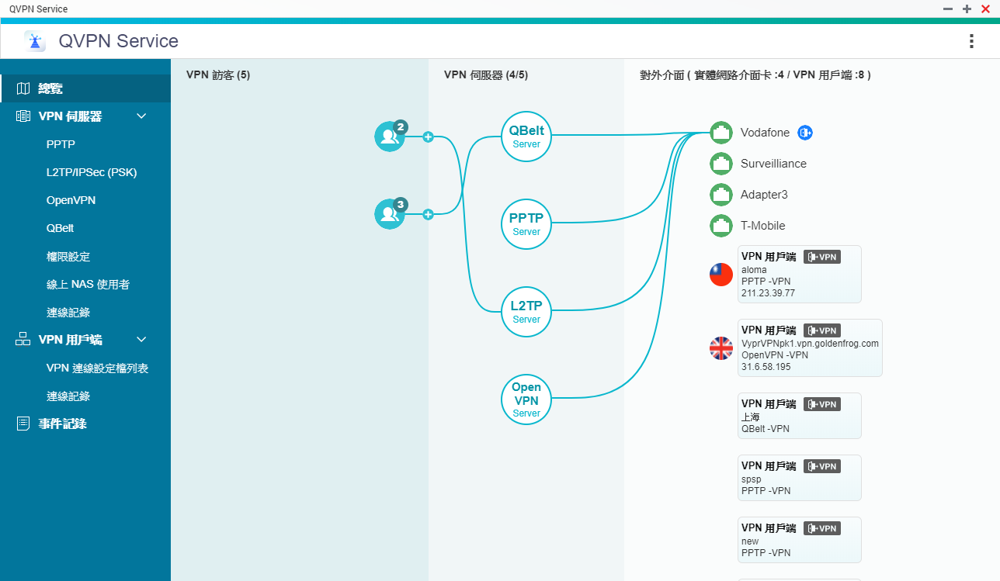 QVPN Service
QVPN Service
總覽
VPN 伺服器
PPTP
L2TP/IPSec (PSK)
OpenVPN
QBelt
權限設定
線上 NAS 使用者
連線記錄
VPN 用戶端
VPN 連線設定檔列表
連線記錄
事件記錄
VPN 訪客 (5)
2
3
VPN 伺服器 (4/5)
QBelt
Server
PPTP
Server
L2TP
Server
Open
VPN
Server
對外介面 ( 實體網路介面卡 :4 / VPN 用戶端 :8 )
Vodafone
Surveilliance
Adapter3
T-Mobile
VPN 用戶端 VPN
aloma
PPTP -VPN
211.23.39.77
VPN 用戶端 VPN
VyprVPNpk1.vpn.goldenfrog.com
OpenVPN -VPN
31.6.58.195
VPN 用戶端 VPN
上海
QBelt -VPN
VPN 用戶端 VPN
spsp
PPTP -VPN
VPN 用戶端 VPN
new
PPTP -VPN